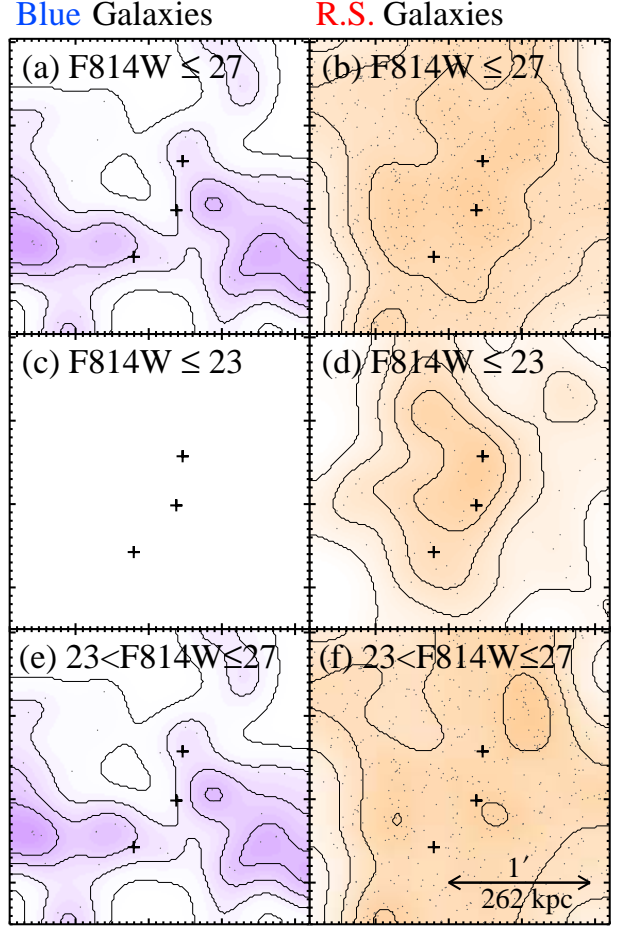 Blue Galaxies R.S. Galaxies
(a) F814W ≤ 27 (b) F814W ≤ 27
(c) F814W ≤ 23 (d) F814W ≤ 23
(e) 23<F814W≤27 (f) 23<F814W≤27
1′
262 kpc